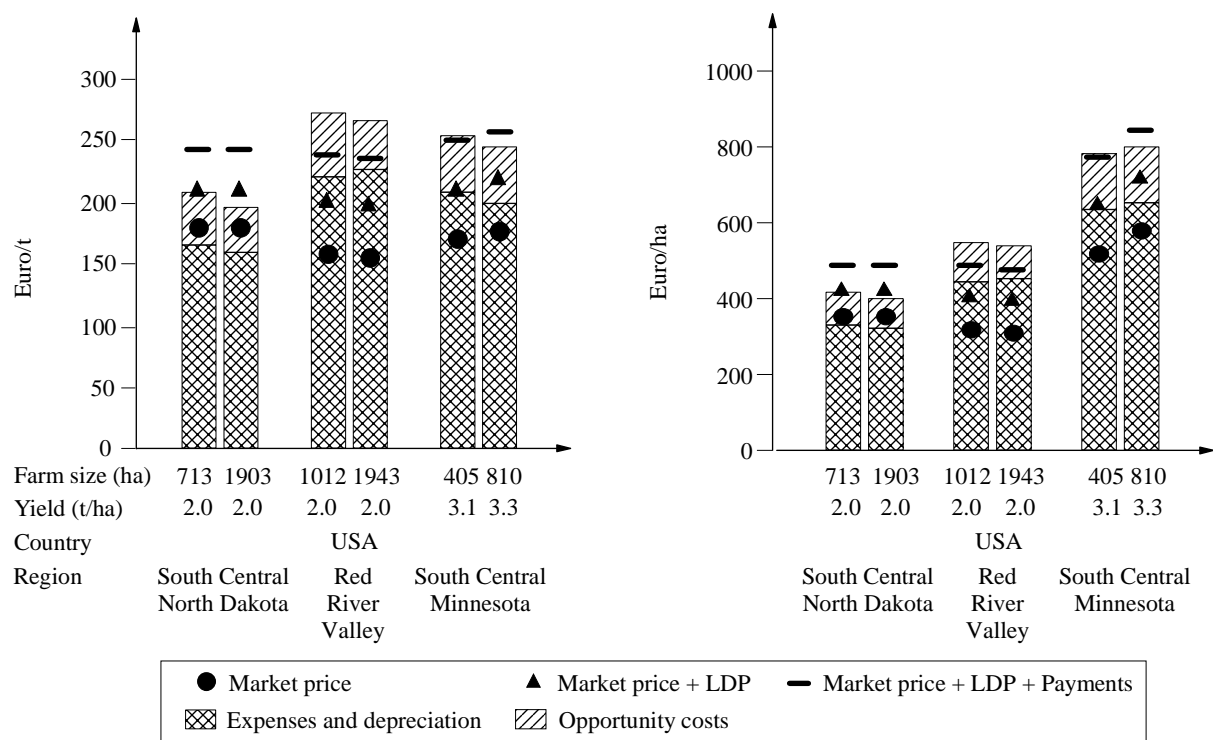 300
250
200
150
100
50
0
Euro/t
1000
800
600
400
200
0
Euro/ha
Farm size (ha) 713 1903 1012 1943 405 810
Yield (t/ha) 2.0 2.0 2.0 2.0 3.1 3.3
Country USA
Region South Central Red South Central
North Dakota River Minnesota
Valley
713 1903 1012 1943 405 810
2.0 2.0 2.0 2.0 3.1 3.3
USA
South Central Red South Central
North Dakota River Minnesota
Valley
Market price Market price + LDP Market price + LDP + Payments
Expenses and depreciation Opportunity costs